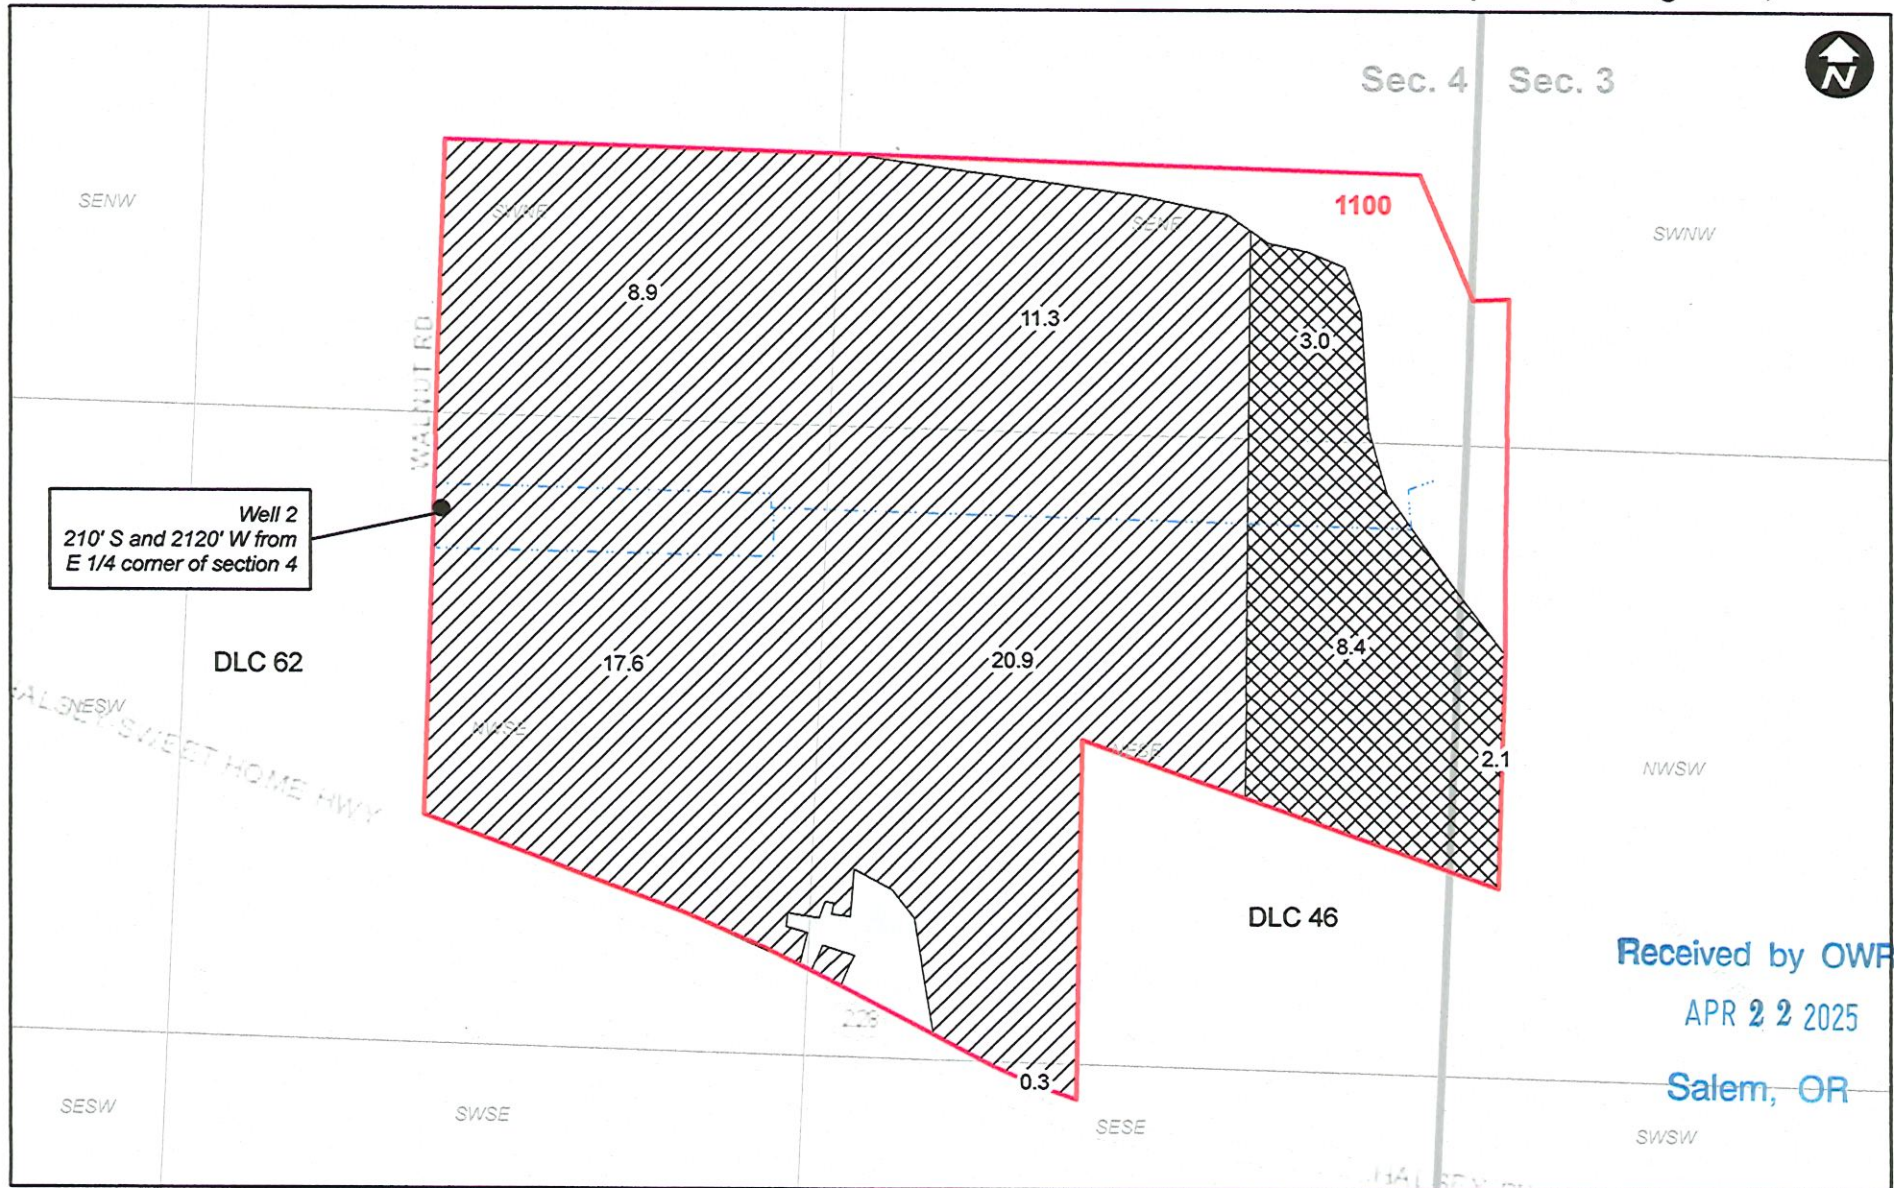 Sec. 4 Sec. 3
N
SENW
SWNE
SENE
1100
SWNW
8.9
11.3
3.0
WALNUT RD
Well 2
210' S and 2120' W from
E 1/4 corner of section 4
DLC 62
17.6
20.9
8.4
NESW
HALSEY-SWEET HOME HWY
NWSE
NESE
2.1
NWSW
DLC 46
Received by OWR
228
APR 22 2025
0.3
Salem, OR
SESW
SWSE
SESE
SWSW